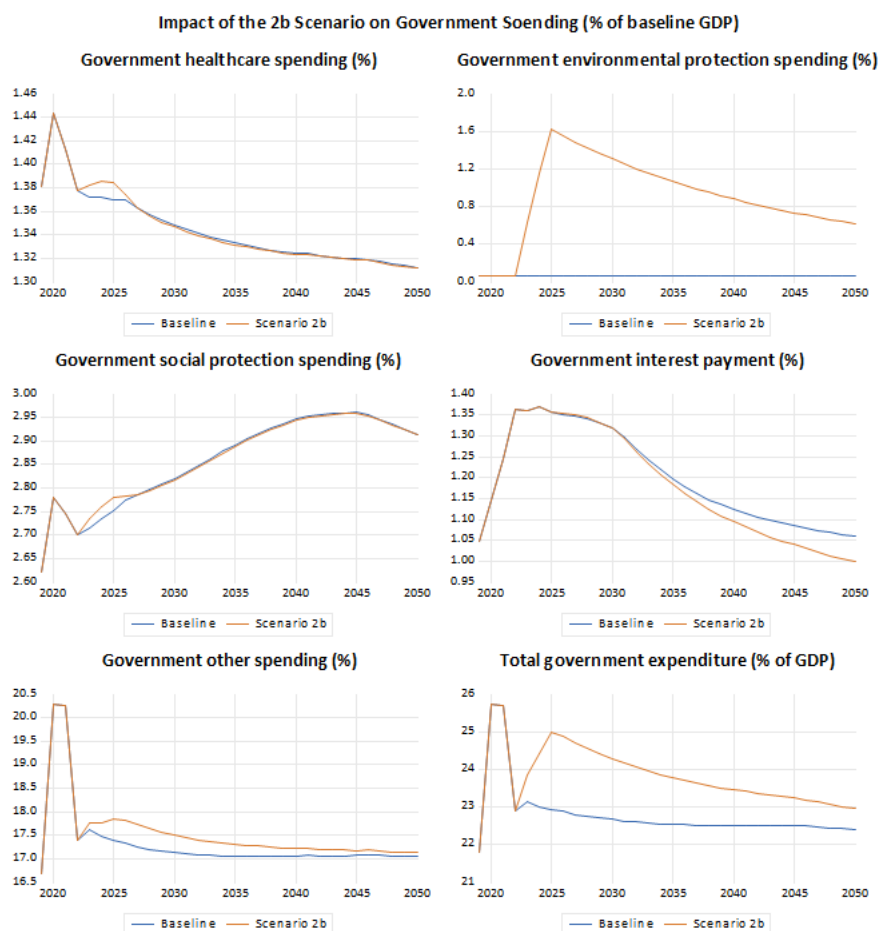 Impact of the 2b Scenario on Government Soending (% of baseline GDP)
Government healthcare spending (%)
1.46
1.44
1.42
1.40
1.38
1.36
1.34
1.32
1.30
2020 2025 2030 2035 2040 2045 2050
Baseline Scenario 2b
Government environmental protection spending (%)
2.0
1.6
1.2
0.8
0.4
0.0
2020 2025 2030 2035 2040 2045 2050
Baseline Scenario 2b
Government social protection spending (%)
3.00
2.95
2.90
2.85
2.80
2.75
2.70
2.65
2.60
2020 2025 2030 2035 2040 2045 2050
Baseline Scenario 2b
Government interest payment (%)
1.40
1.35
1.30
1.25
1.20
1.15
1.10
1.05
1.00
0.95
2020 2025 2030 2035 2040 2045 2050
Baseline Scenario 2b
Government other spending (%)
20.5
20.0
19.5
19.0
18.5
18.0
17.5
17.0
16.5
2020 2025 2030 2035 2040 2045 2050
Baseline Scenario 2b
Total government expenditure (% of GDP)
26
25
24
23
22
21
2020 2025 2030 2035 2040 2045 2050
Baseline Scenario 2b